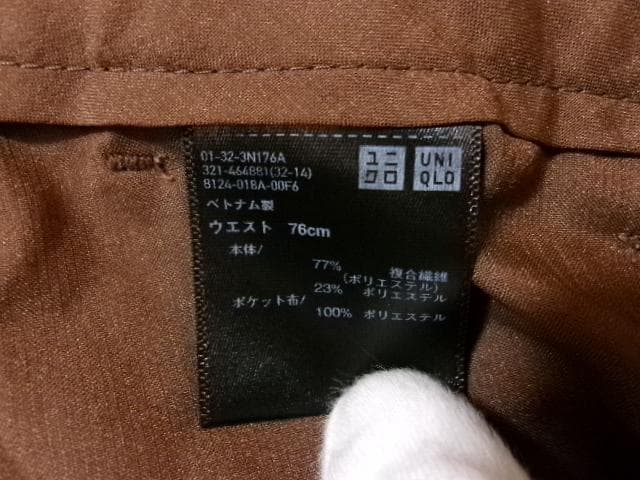 01-32-3N176A
321-464881(32-14)
8124-018A-00F6
ユニ
クロ
UNI
QLO
ベトナム製
ウエスト 76cm
本体/
77% 複合繊維
(ポリエステル)
23% ポリエステル
ポケット布/
100% ポリエステル